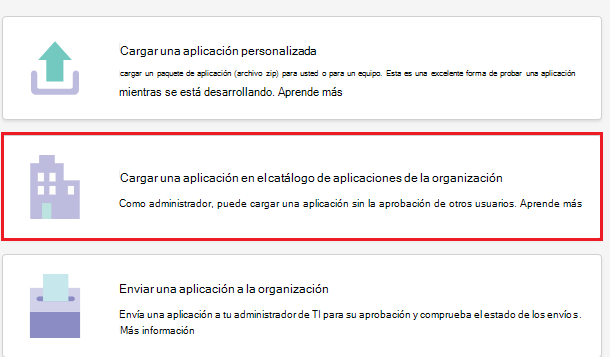 Cargar una aplicación personalizada
cargar un paquete de aplicación (archivo zip) para usted o para un equipo. Esta es una excelente forma de probar una aplicación
mientras se está desarrollando. Aprende más
Cargar una aplicación en el catálogo de aplicaciones de la organización
Como administrador, puede cargar una aplicación sin la aprobación de otros usuarios. Aprende más
Enviar una aplicación a la organización
Envía una aplicación a tu administrador de TI para su aprobación y comprueba el estado de los envíos.
Más información